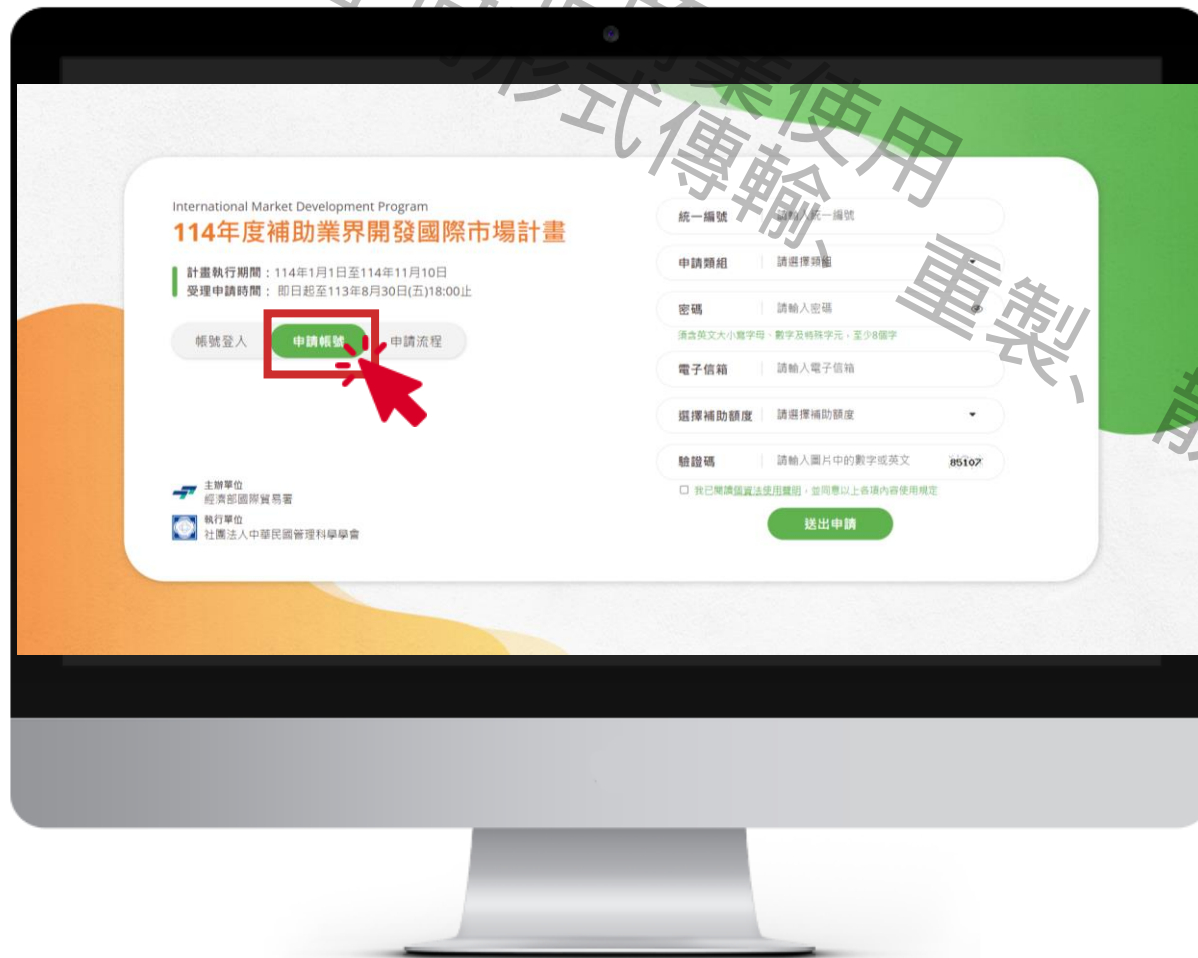 International Market Development Program
114年度補助業界開發國際市場計畫
計畫執行期間：114年1月1日至114年11月10日
受理申請時間： 即日起至113年8月30日(五)18:00止
帳號登入
申請帳號
申請流程
主辦單位
經濟部國際貿易署
執行單位
社團法人中華民國管理科學學會
統一編號 請輸入統一編號
申請類組 請選擇類組
密碼 請輸入密碼
須含英文大小寫字母、數字及特殊字元，至少8個字
電子信箱 請輸入電子信箱
選擇補助額度 請選擇補助額度
驗證碼 請輸入圖片中的數字或英文 85107
我已閱讀個資法使用聲明，並同意以上各項內容使用規定
送出申請
業使用
形式傳輸、重製、散